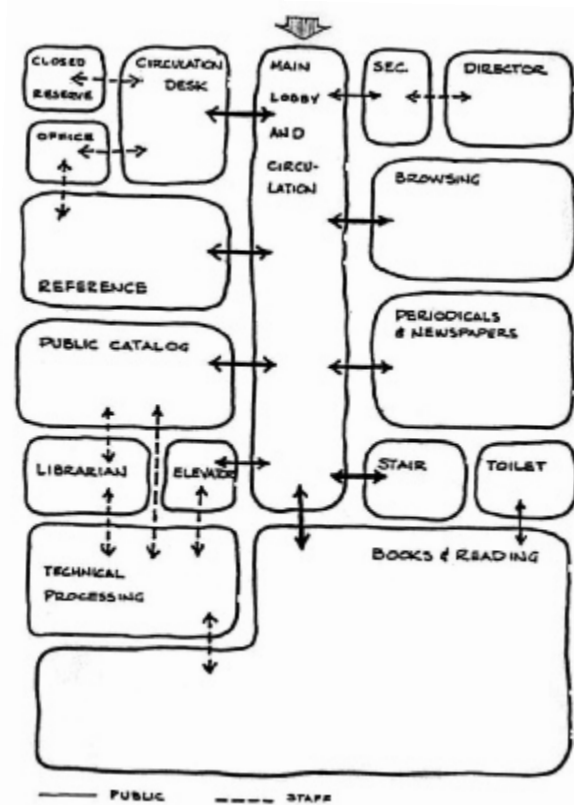 CLOSED
RESERVE
CIRCULATION
DESK
MAIN
LOBBY
AND
CIRCU-
LATION
SEC.
DIRECTOR
OFFICE
BROWSING
REFERENCE
PERIODICALS
& NEWSPAPERS
PUBLIC CATALOG
LIBRARIAN
ELEVATOR
STAIR
TOILET
TECHNICAL
PROCESSING
BOOKS & READING
PUBLIC
STAFF